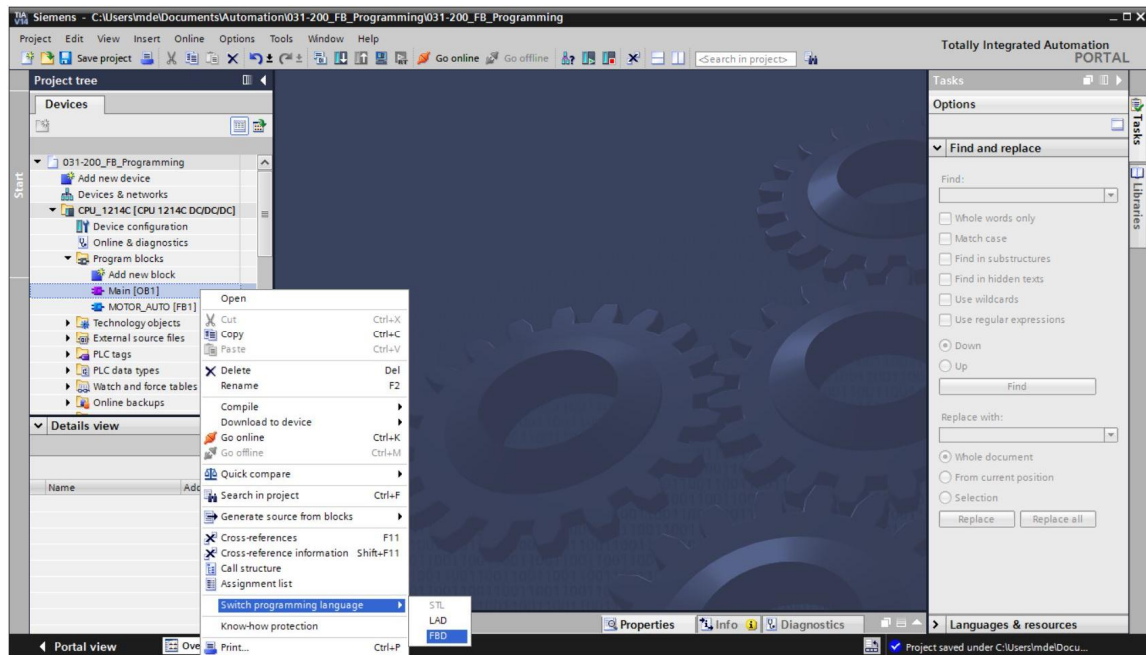 TIA V14 Siemens - C:\Users\mde\Documents\Automation\031-200_FB_Programming\031-200_FB_Programming
Project Edit View Insert Online Options Tools Window Help
Totally Integrated Automation
PORTAL
Save project Go online Go offline <Search in project>
Project tree
Devices
Start
031-200_FB_Programming
Add new device
Devices & networks
CPU_1214C [CPU 1214C DC/DC/DC]
Device configuration
Online & diagnostics
Program blocks
Add new block
Main [OB1]
MOTOR_AUTO [FB1]
Technology objects
External source files
PLC tags
PLC data types
Watch and force tables
Online backups
Details view
Name
Open
Cut Ctrl+X
Copy Ctrl+C
Paste Ctrl+V
Delete Del
Rename F2
Compile
Download to device
Go online Ctrl+K
Go offline Ctrl+M
Quick compare
Search in project Ctrl+F
Generate source from blocks
Cross-references F11
Cross-reference information Shift+F11
Call structure
Assignment list
Switch programming language
Know-how protection
Print... Ctrl+P
STL
LAD
FBD
Tasks
Options
Find and replace
Find:
Whole words only
Match case
Find in substructures
Find in hidden texts
Use wildcards
Use regular expressions
Down
Up
Find
Replace with:
Whole document
From current position
Selection
Replace Replace all
Languages & resources
Tasks
Libraries
Properties Info Diagnostics
Portal view Ove
Project saved under C:\Users\mde\Docu...